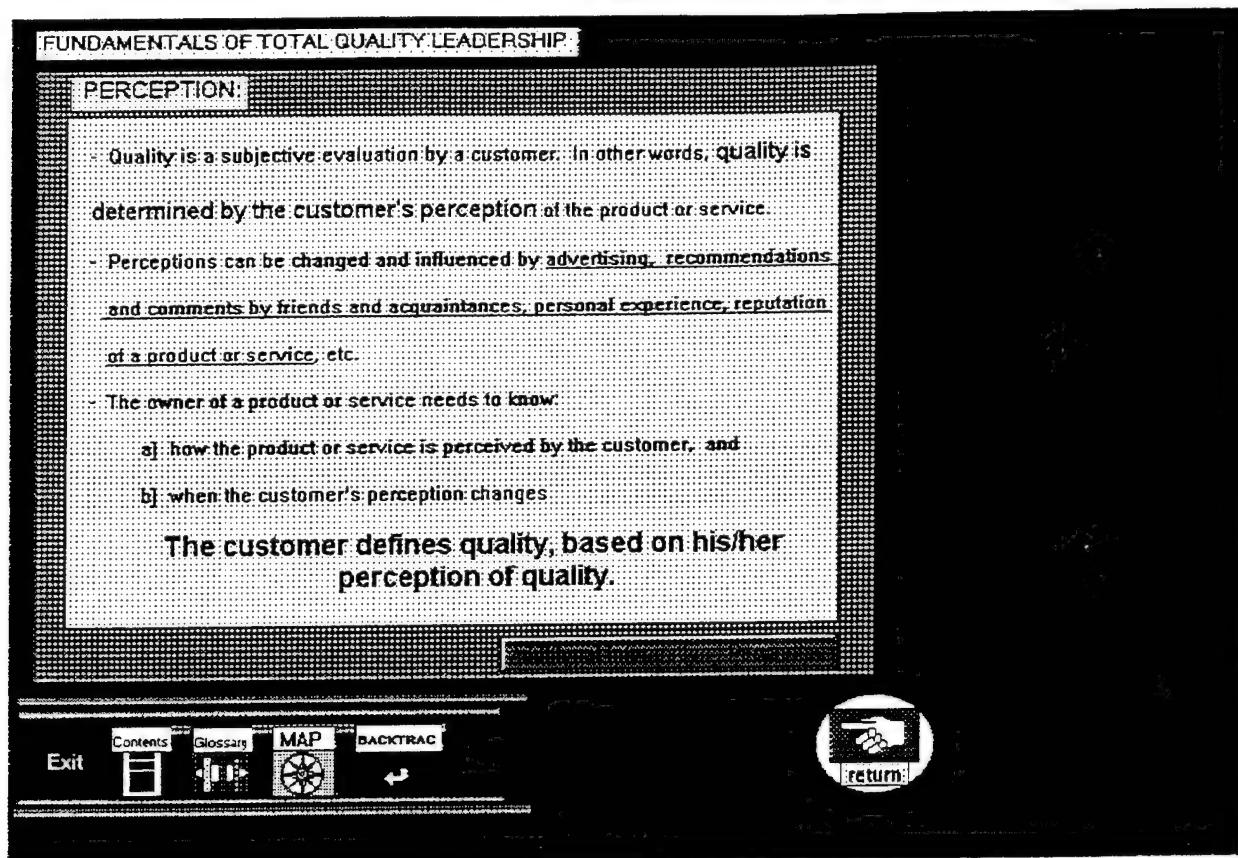 FUNDAMENTALS OF TOTAL QUALITY LEADERSHIP
PERCEPTION:
- Quality is a subjective evaluation by a customer. In other words, quality is
determined by the customer's perception of the product or service.
- Perceptions can be changed and influenced by advertising, recommendations
and comments by friends and acquaintances, personal experience, reputation
of a product or service, etc.
- The owner of a product or service needs to know:
a] how the product or service is perceived by the customer, and
b] when the customer's perception changes
The customer defines quality, based on his/her
perception of quality.
Exit
Contents
Glossary
MAP
BACKTRAC
return